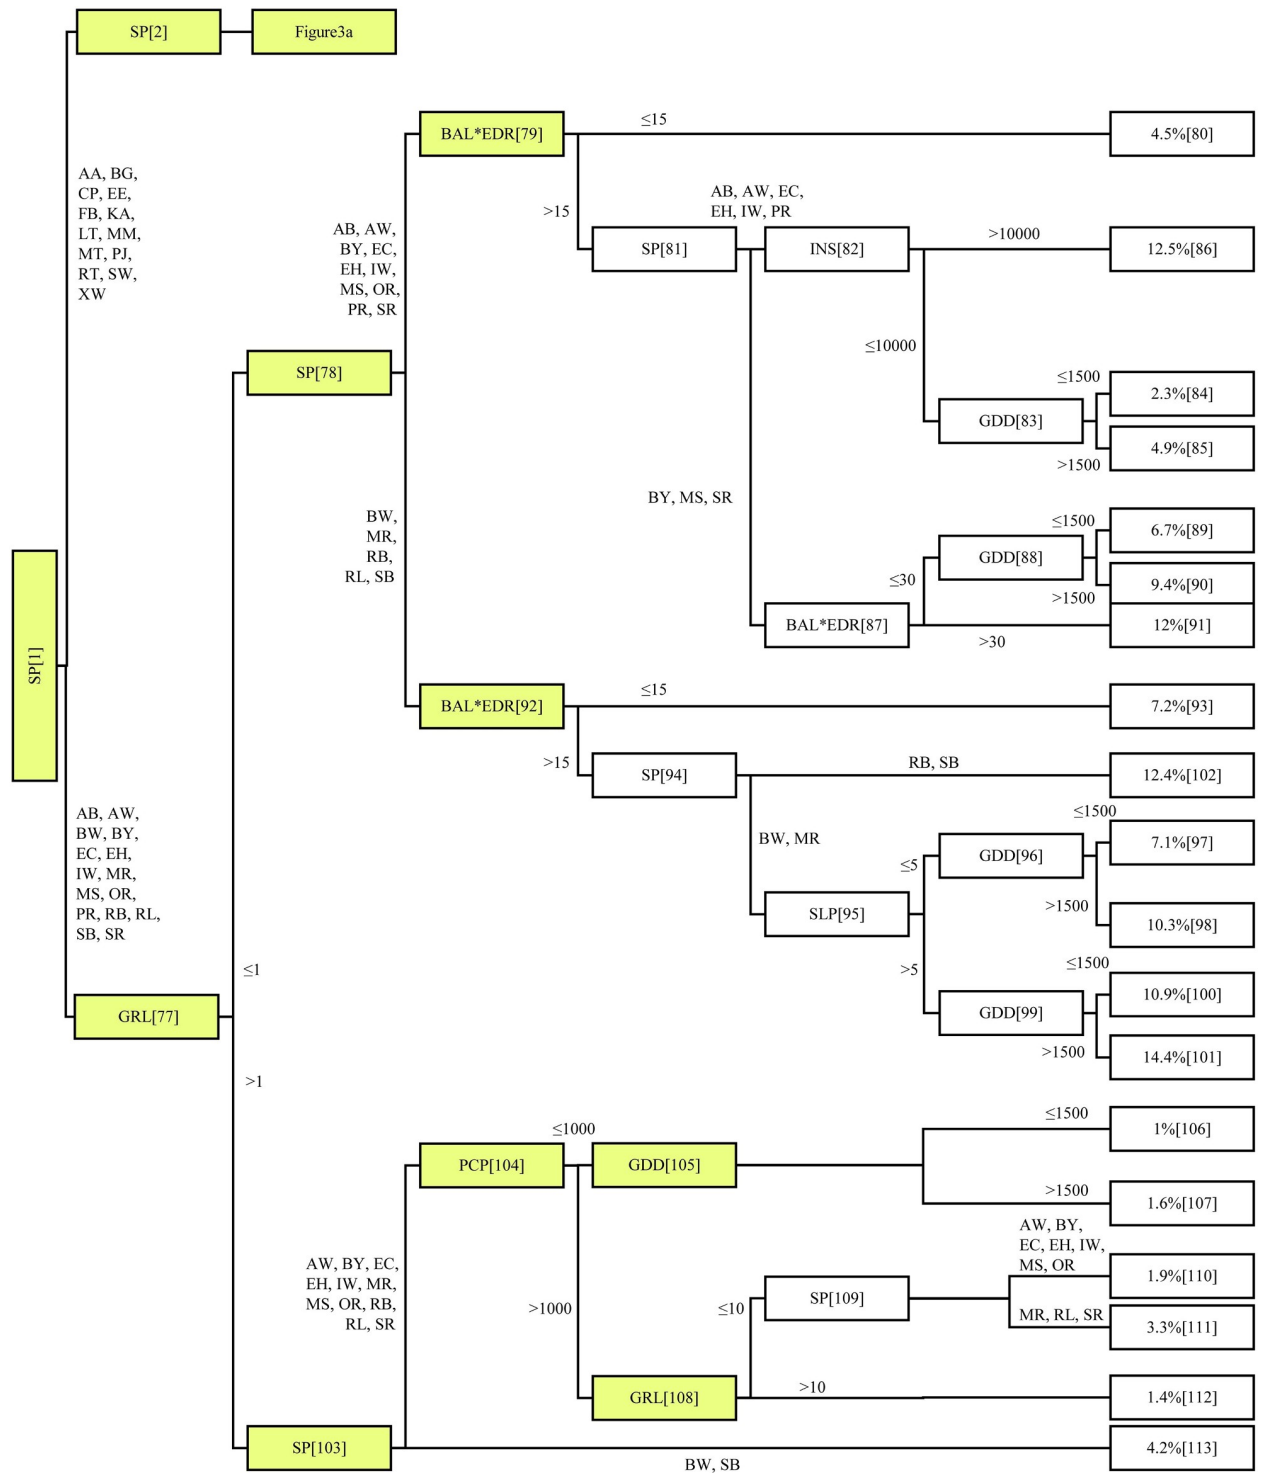 SP[2]
Figure3a
BAL*EDR[79]
≤15
4.5%[80]
AA, BG,
CP, EE,
FB, KA,
LT, MM,
MT, PJ,
RT, SW,
XW
AB, AW, EC,
EH, IW, PR
>15
AB, AW,
BY, EC,
EH, IW,
MS, OR,
PR, SR
SP[81]
INS[82]
>10000
12.5%[86]
≤10000
SP[78]
≤1500
2.3%[84]
GDD[83]
4.9%[85]
>1500
BY, MS, SR
BW,
MR,
RB,
RL, SB
≤1500
6.7%[89]
GDD[88]
≤30
9.4%[90]
>1500
BAL*EDR[87]
>30
12%[91]
SP[1]
BAL*EDR[92]
≤15
7.2%[93]
>15
SP[94]
RB, SB
12.4%[102]
AB, AW,
BW, BY,
EC, EH,
IW, MR,
MS, OR,
PR, RB, RL,
SB, SR
BW, MR
≤1500
7.1%[97]
≤5
GDD[96]
>1500
10.3%[98]
SLP[95]
>5
≤1500
10.9%[100]
GDD[99]
>1500
14.4%[101]
≤1
GRL[77]
>1
≤1000
≤1500
1%[106]
PCP[104]
GDD[105]
>1500
1.6%[107]
AW, BY,
EC, EH, IW,
MS, OR
AW, BY, EC,
EH, IW, MR,
MS, OR, RB,
RL, SR
1.9%[110]
>1000
≤10
SP[109]
MR, RL, SR
3.3%[111]
GRL[108]
>10
1.4%[112]
SP[103]
4.2%[113]
BW, SB